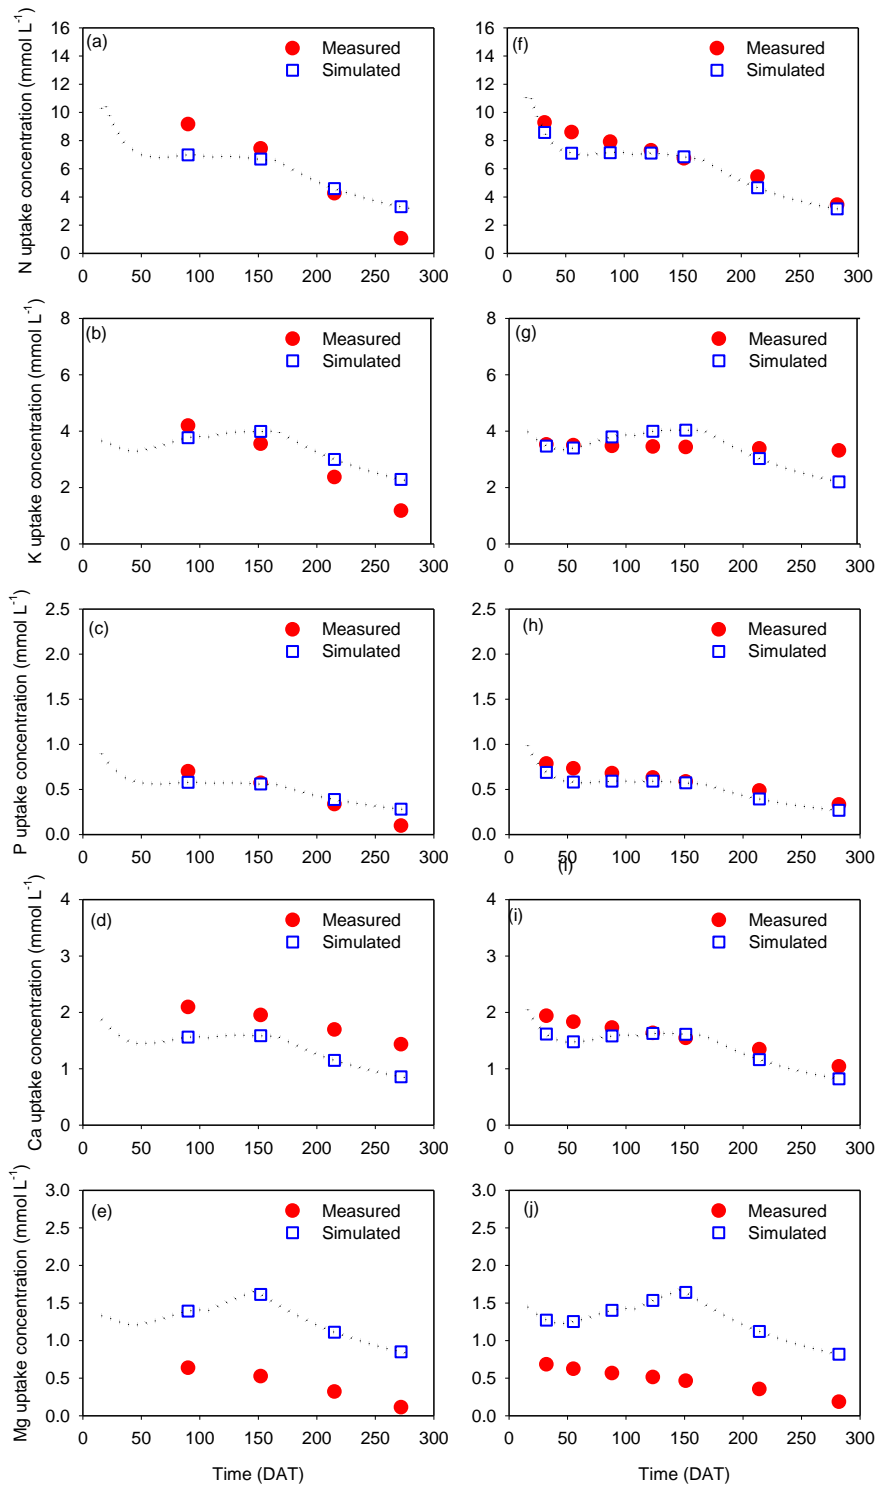 N uptake concentration (mmol L-1)
16
14
12
10
8
6
4
2
0
(a)
Measured
Simulated
0 50 100 150 200 250 300
16
14
12
10
8
6
4
2
0
(f)
Measured
Simulated
0 50 100 150 200 250 300
K uptake concentration (mmol L-1)
8
6
4
2
0
(b)
Measured
Simulated
0 50 100 150 200 250 300
8
6
4
2
0
(g)
Measured
Simulated
0 50 100 150 200 250 300
P uptake concentration (mmol L-1)
2.5
2.0
1.5
1.0
0.5
0.0
(c)
Measured
Simulated
0 50 100 150 200 250 300
2.5
2.0
1.5
1.0
0.5
0.0
(h)
Measured
Simulated
0 50 100 150 200 250 300
(i)
Ca uptake concentration (mmol L-1)
4
3
2
1
0
(d)
Measured
Simulated
0 50 100 150 200 250 300
4
3
2
1
0
(i)
Measured
Simulated
0 50 100 150 200 250 300
Mg uptake concentration (mmol L-1)
3.0
2.5
2.0
1.5
1.0
0.5
0.0
(e)
Measured
Simulated
0 50 100 150 200 250 300
Time (DAT)
3.0
2.5
2.0
1.5
1.0
0.5
0.0
(j)
Measured
Simulated
0 50 100 150 200 250 300
Time (DAT)